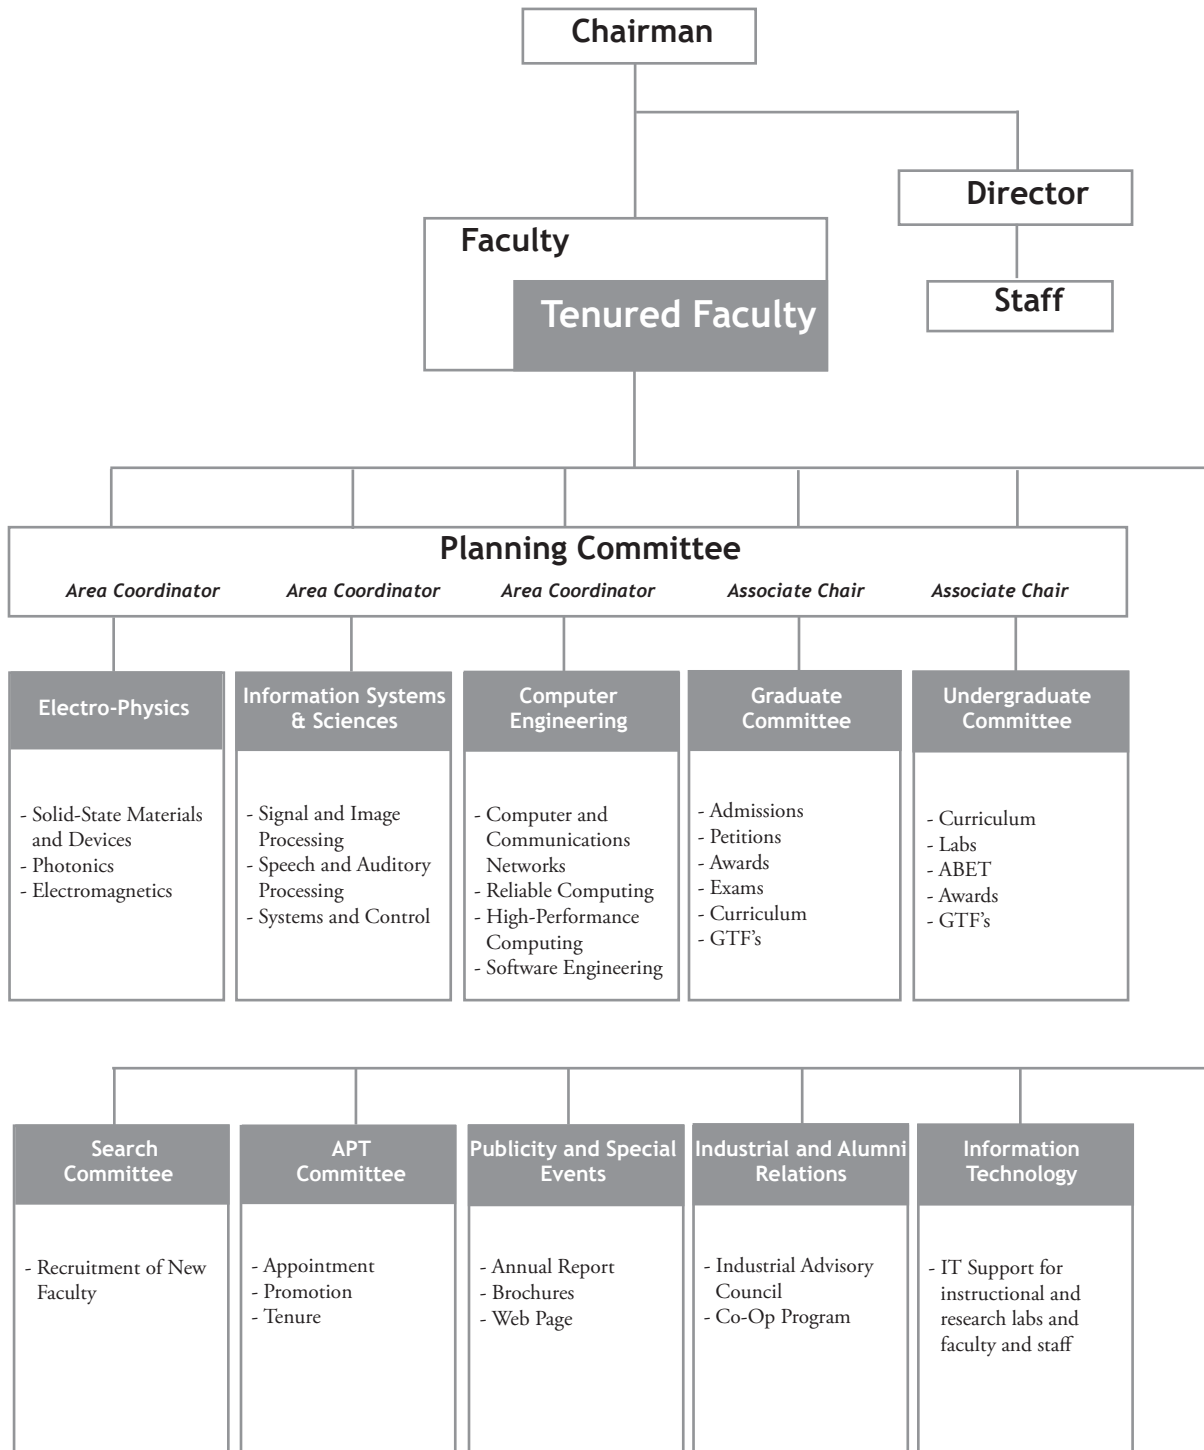 Chairman
Director
Staff
Faculty
Tenured Faculty
Planning Committee
Area Coordinator
Area Coordinator
Area Coordinator
Associate Chair
Associate Chair
Electro-Physics
- Solid-State Materials
and Devices
- Photonics
- Electromagnetics
Information Systems
& Sciences
- Signal and Image
Processing
- Speech and Auditory
Processing
- Systems and Control
Computer
Engineering
- Computer and
Communications
Networks
- Reliable Computing
- High-Performance
Computing
- Software Engineering
Graduate
Committee
- Admissions
- Petitions
- Awards
- Exams
- Curriculum
- GTF's
Undergraduate
Committee
- Curriculum
- Labs
- ABET
- Awards
- GTF's
Search
Committee
- Recruitment of New
Faculty
APT
Committee
- Appointment
- Promotion
- Tenure
Publicity and Special
Events
- Annual Report
- Brochures
- Web Page
Industrial and Alumni
Relations
- Industrial Advisory
Council
- Co-Op Program
Information
Technology
- IT Support for
instructional and
research labs and
faculty and staff